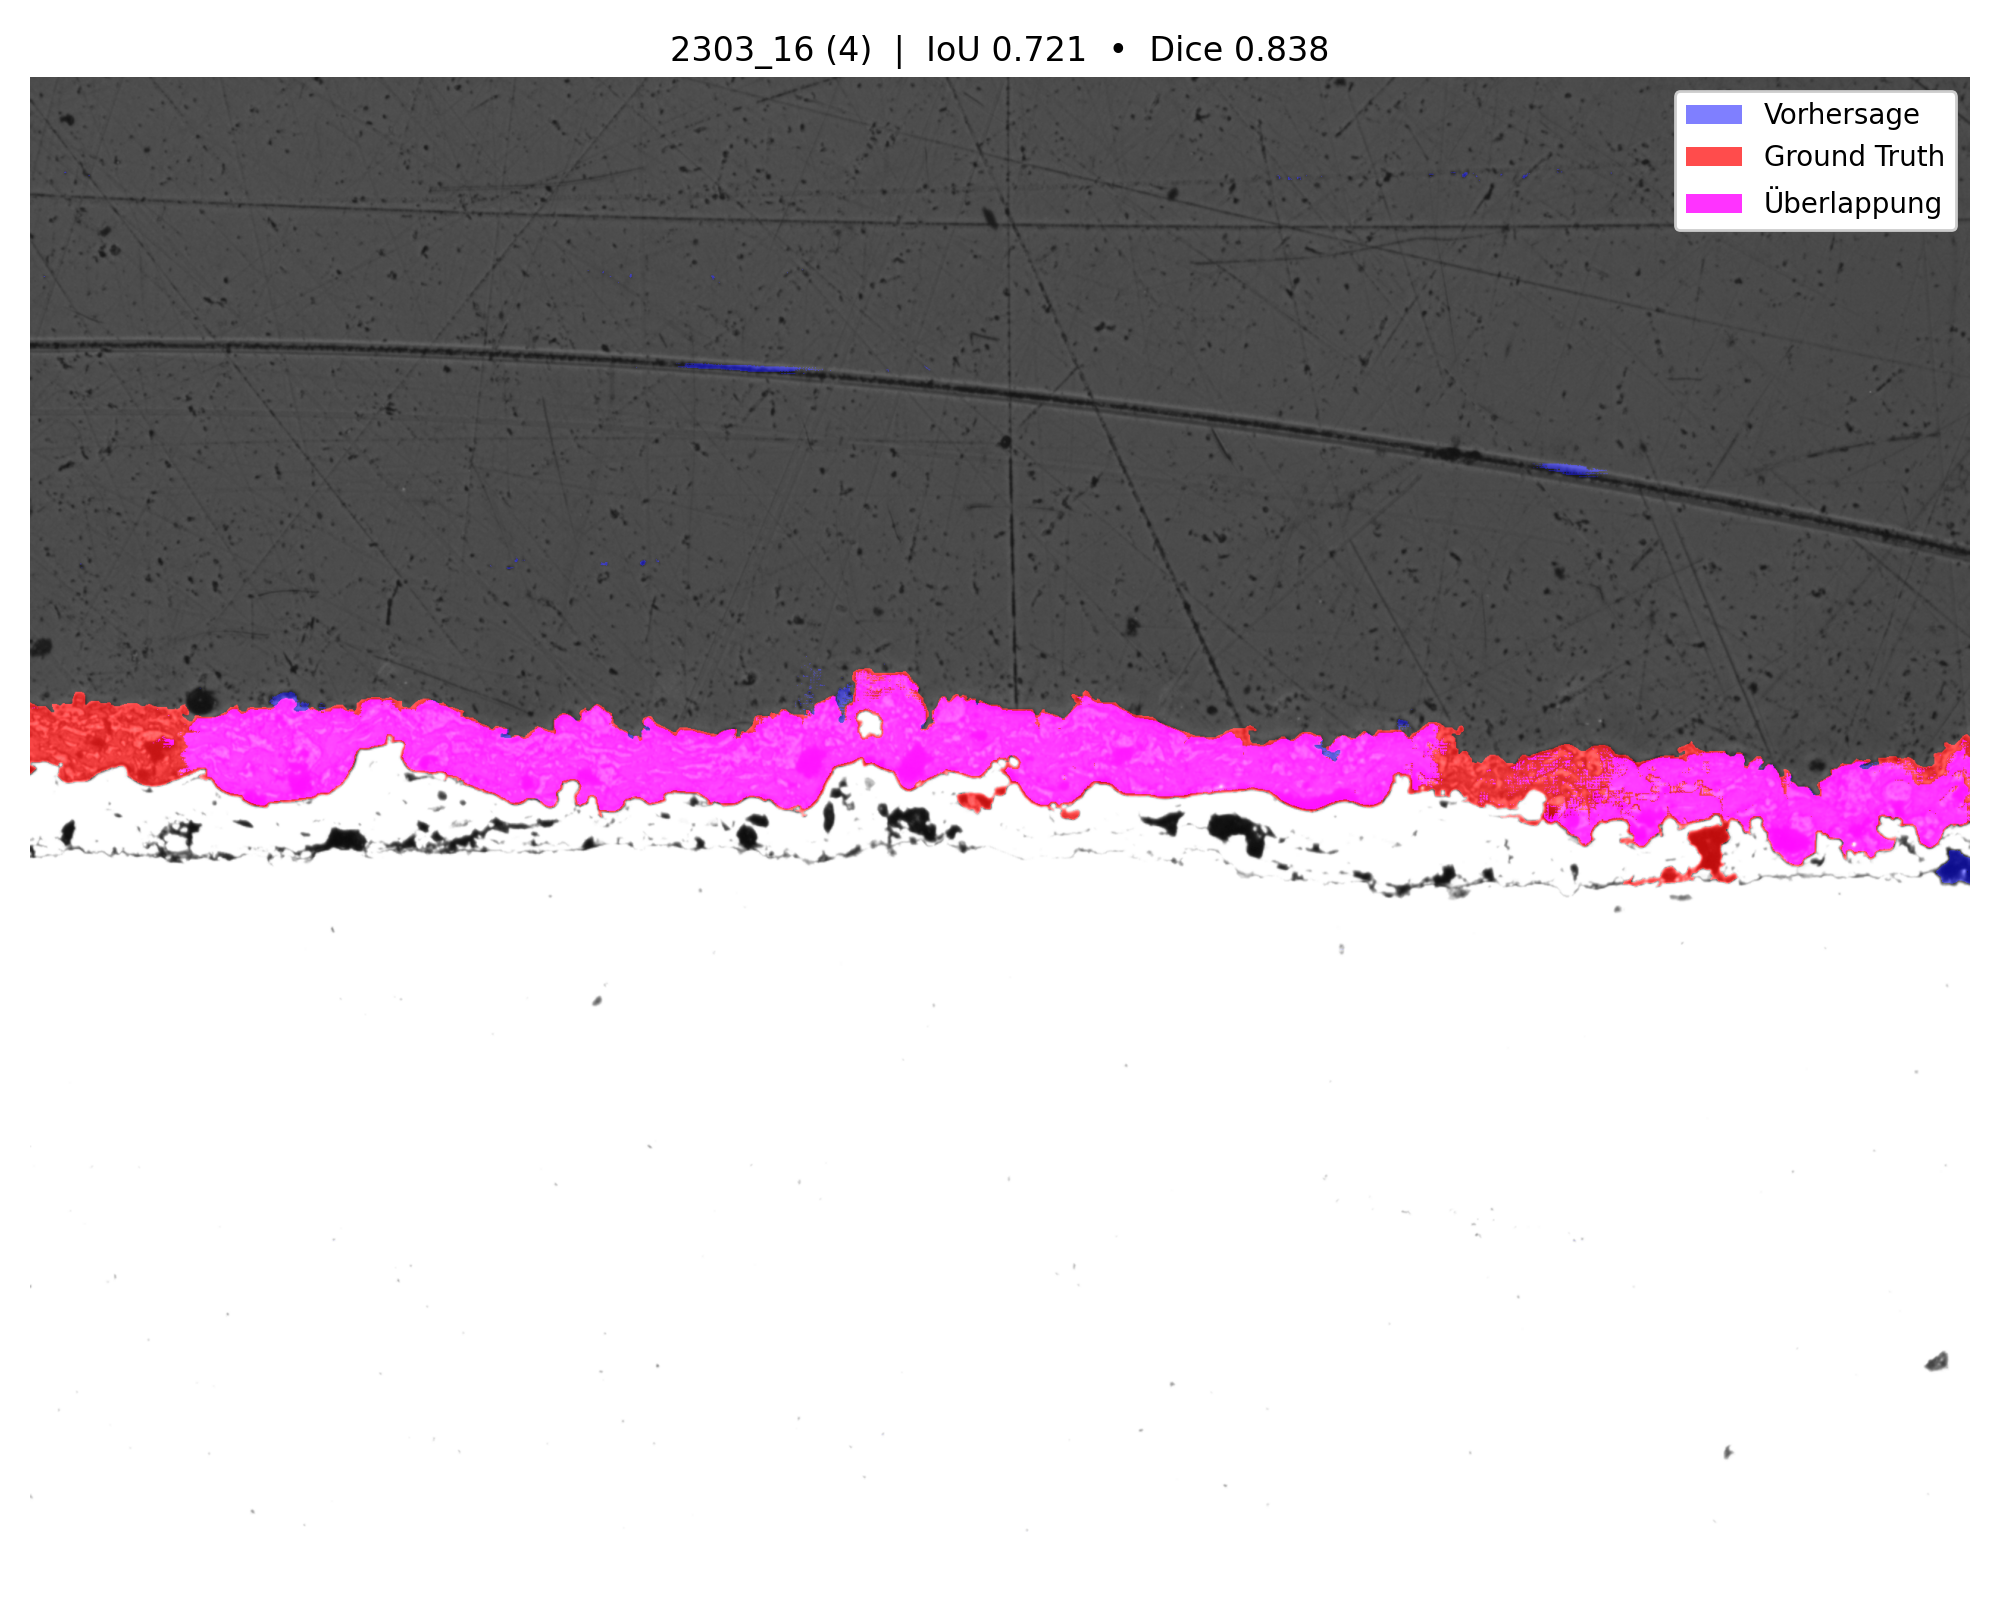 2303_16 (4) | IoU 0.721 • Dice 0.838
Vorhersage
Ground Truth
Überlappung